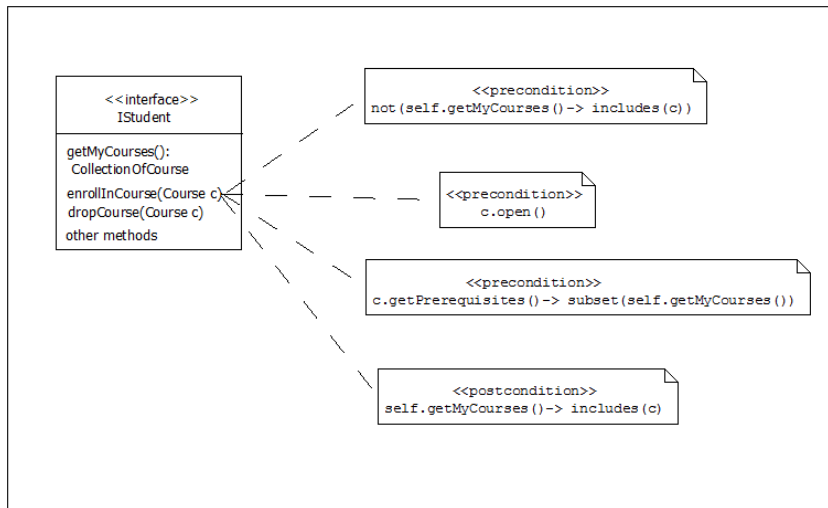 <<interface>>
IStudent
getMyCourses():
CollectionOfCourse
enrollInCourse(Course c)
dropCourse(Course c)
other methods
<<precondition>>
not(self.getMyCourses()-> includes(c))
<<precondition>>
c.open()
<<precondition>>
c.getPrerequisites()-> subset(self.getMyCourses())
<<postcondition>>
self.getMyCourses()-> includes(c)